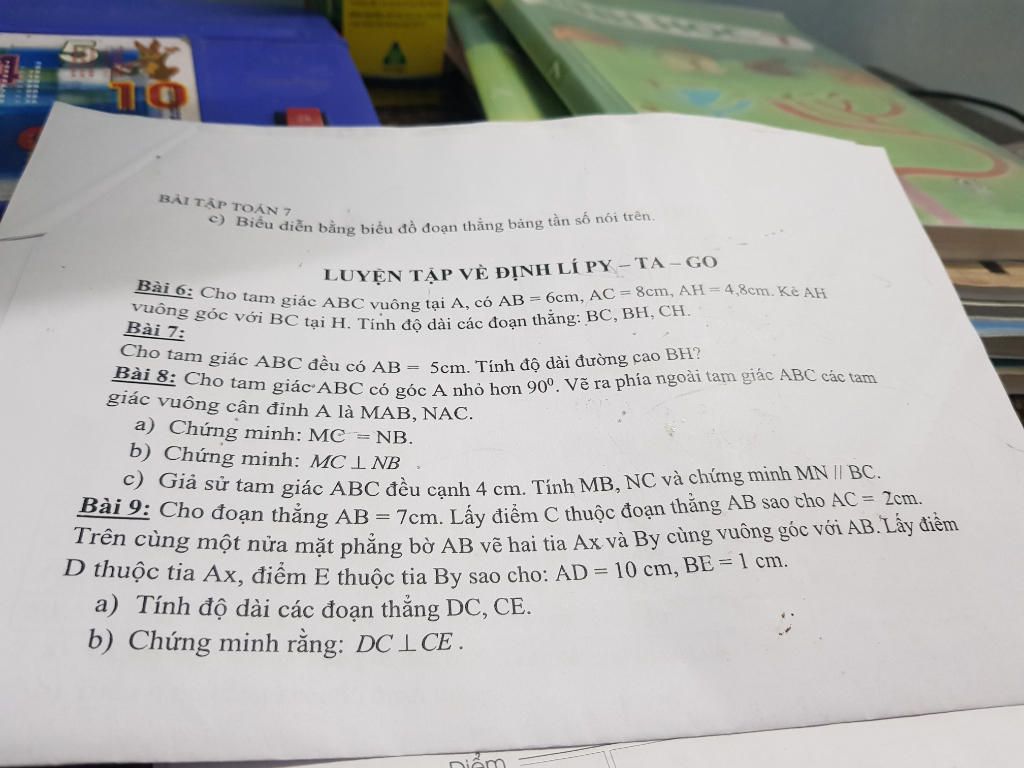 5
10
BÀI TẬP TOÁN 7
c) Biểu diễn bằng biểu đồ đoạn thẳng bảng tần số nói trên.
LUYỆN TẬP VỀ ĐỊNH LÍ PY – TA – GO
Bài 6: Cho tam giác ABC vuông tại A, có AB = 6cm, AC = 8cm, AH = 4,8cm. Kẻ AH
vuông góc với BC tại H. Tính độ dài các đoạn thẳng: BC, BH, CH.
Bài 7:
Cho tam giác ABC đều có AB = 5cm. Tính độ dài đường cao BH?
Bài 8: Cho tam giác ABC có góc A nhỏ hơn 90⁰. Vẽ ra phía ngoài tam giác ABC các tam
giác vuông cân đỉnh A là MAB, NAC.
a) Chứng minh: MC = NB.
b) Chứng minh: MC ⊥ NB
c) Giả sử tam giác ABC đều cạnh 4 cm. Tính MB, NC và chứng minh MN // BC.
Bài 9: Cho đoạn thẳng AB = 7cm. Lấy điểm C thuộc đoạn thẳng AB sao cho AC = 2cm.
Trên cùng một nửa mặt phẳng bờ AB vẽ hai tia Ax và By cùng vuông góc với AB. Lấy điểm
D thuộc tia Ax, điểm E thuộc tia By sao cho: AD = 10 cm, BE = 1 cm.
a) Tính độ dài các đoạn thẳng DC, CE.
b) Chứng minh rằng: DC ⊥ CE .
Điểm